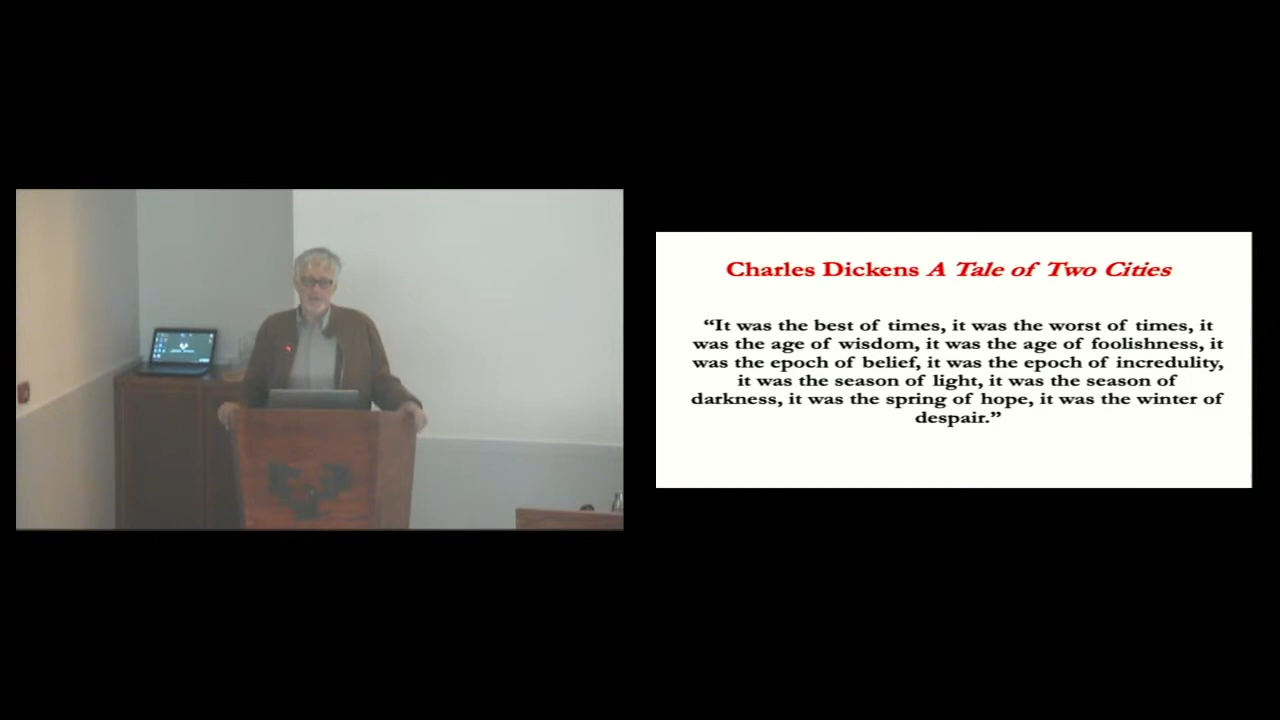 Charles Dickens A Tale of Two Cities
“It was the best of times, it was the worst of times, it
was the age of wisdom, it was the age of foolishness, it
was the epoch of belief, it was the epoch of incredulity,
it was the season of light, it was the season of
darkness, it was the spring of hope, it was the winter of
despair.”